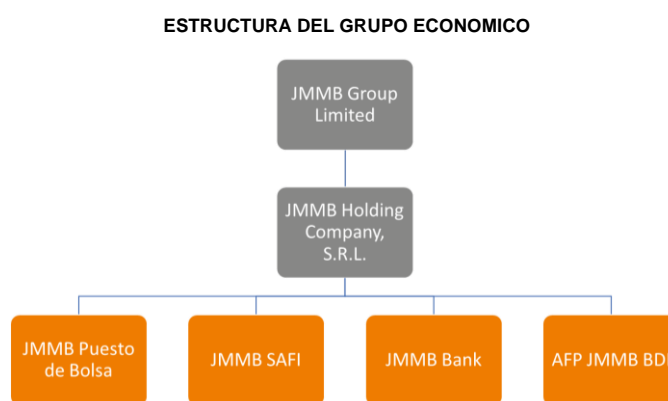 ESTRUCTURA DEL GRUPO ECONOMICO
JMMB Group
Limited
JMMB Holding
Company,
S.R.L.
JMMB Puesto
de Bolsa
JMMB SAFI
JMMB Bank
AFP JMMB BDI